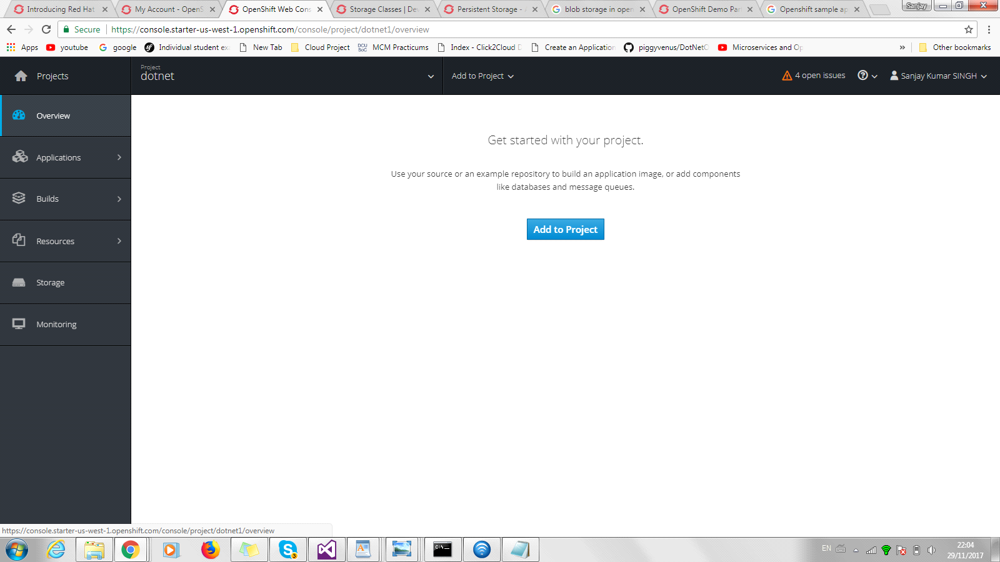 Introducing Red Hat
My Account - OpenS
OpenShift Web Cons
Storage Classes | Dev
Persistent Storage -
blob storage in open
OpenShift Demo Par
Openshift sample ap
Sanjay
Secure
https://console.starter-us-west-1.openshift.com/console/project/dotnet1/overview
Apps
youtube
google
Individual student ex
New Tab
Cloud Project
DCU SoC
MCM Practicums
Index - Click2Cloud D
Create an Application
piggyvenus/DotNetO
Microservices and Op
»
Other bookmarks
Projects
Project
dotnet
Add to Project
4 open issues
Sanjay Kumar SINGH
Overview
Applications
Builds
Resources
Storage
Monitoring
Get started with your project.
Use your source or an example repository to build an application image, or add components
like databases and message queues.
Add to Project
https://console.starter-us-west-1.openshift.com/console/project/dotnet1/overview
3
C:\_
EN
22:04
29/11/2017